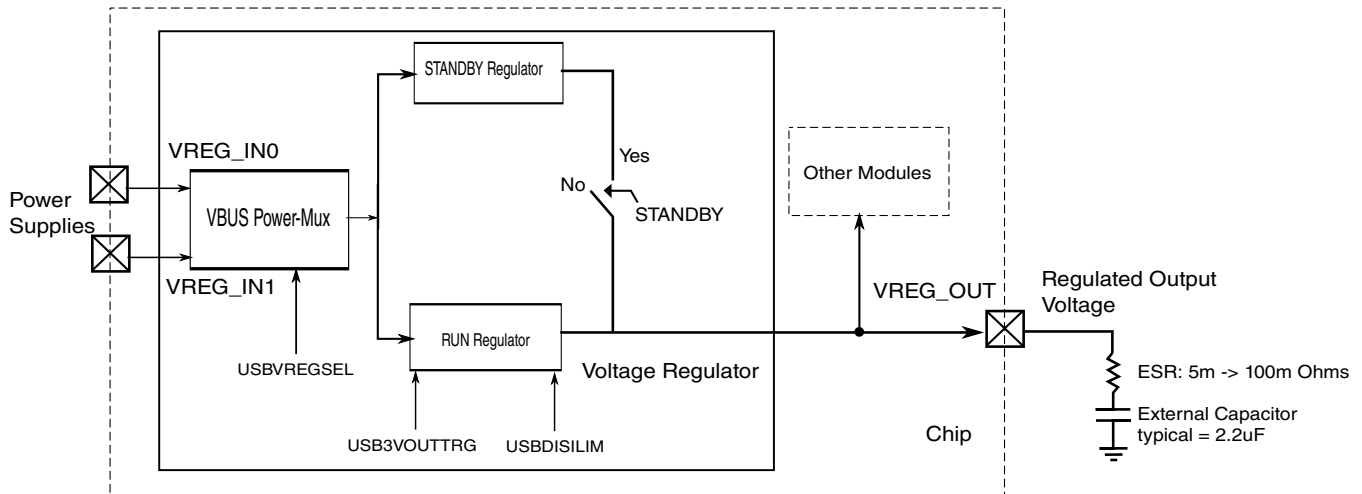 STANDBY Regulator
VREG_IN0
Yes
Other Modules
No
Power
Supplies
VBUS Power-Mux
STANDBY
VREG_IN1
VREG_OUT
Regulated Output
Voltage
RUN Regulator
USBVREGSEL
Voltage Regulator
ESR: 5m -> 100m Ohms
External Capacitor
typical = 2.2uF
USB3VOUTTRG
USBDISILIM
Chip